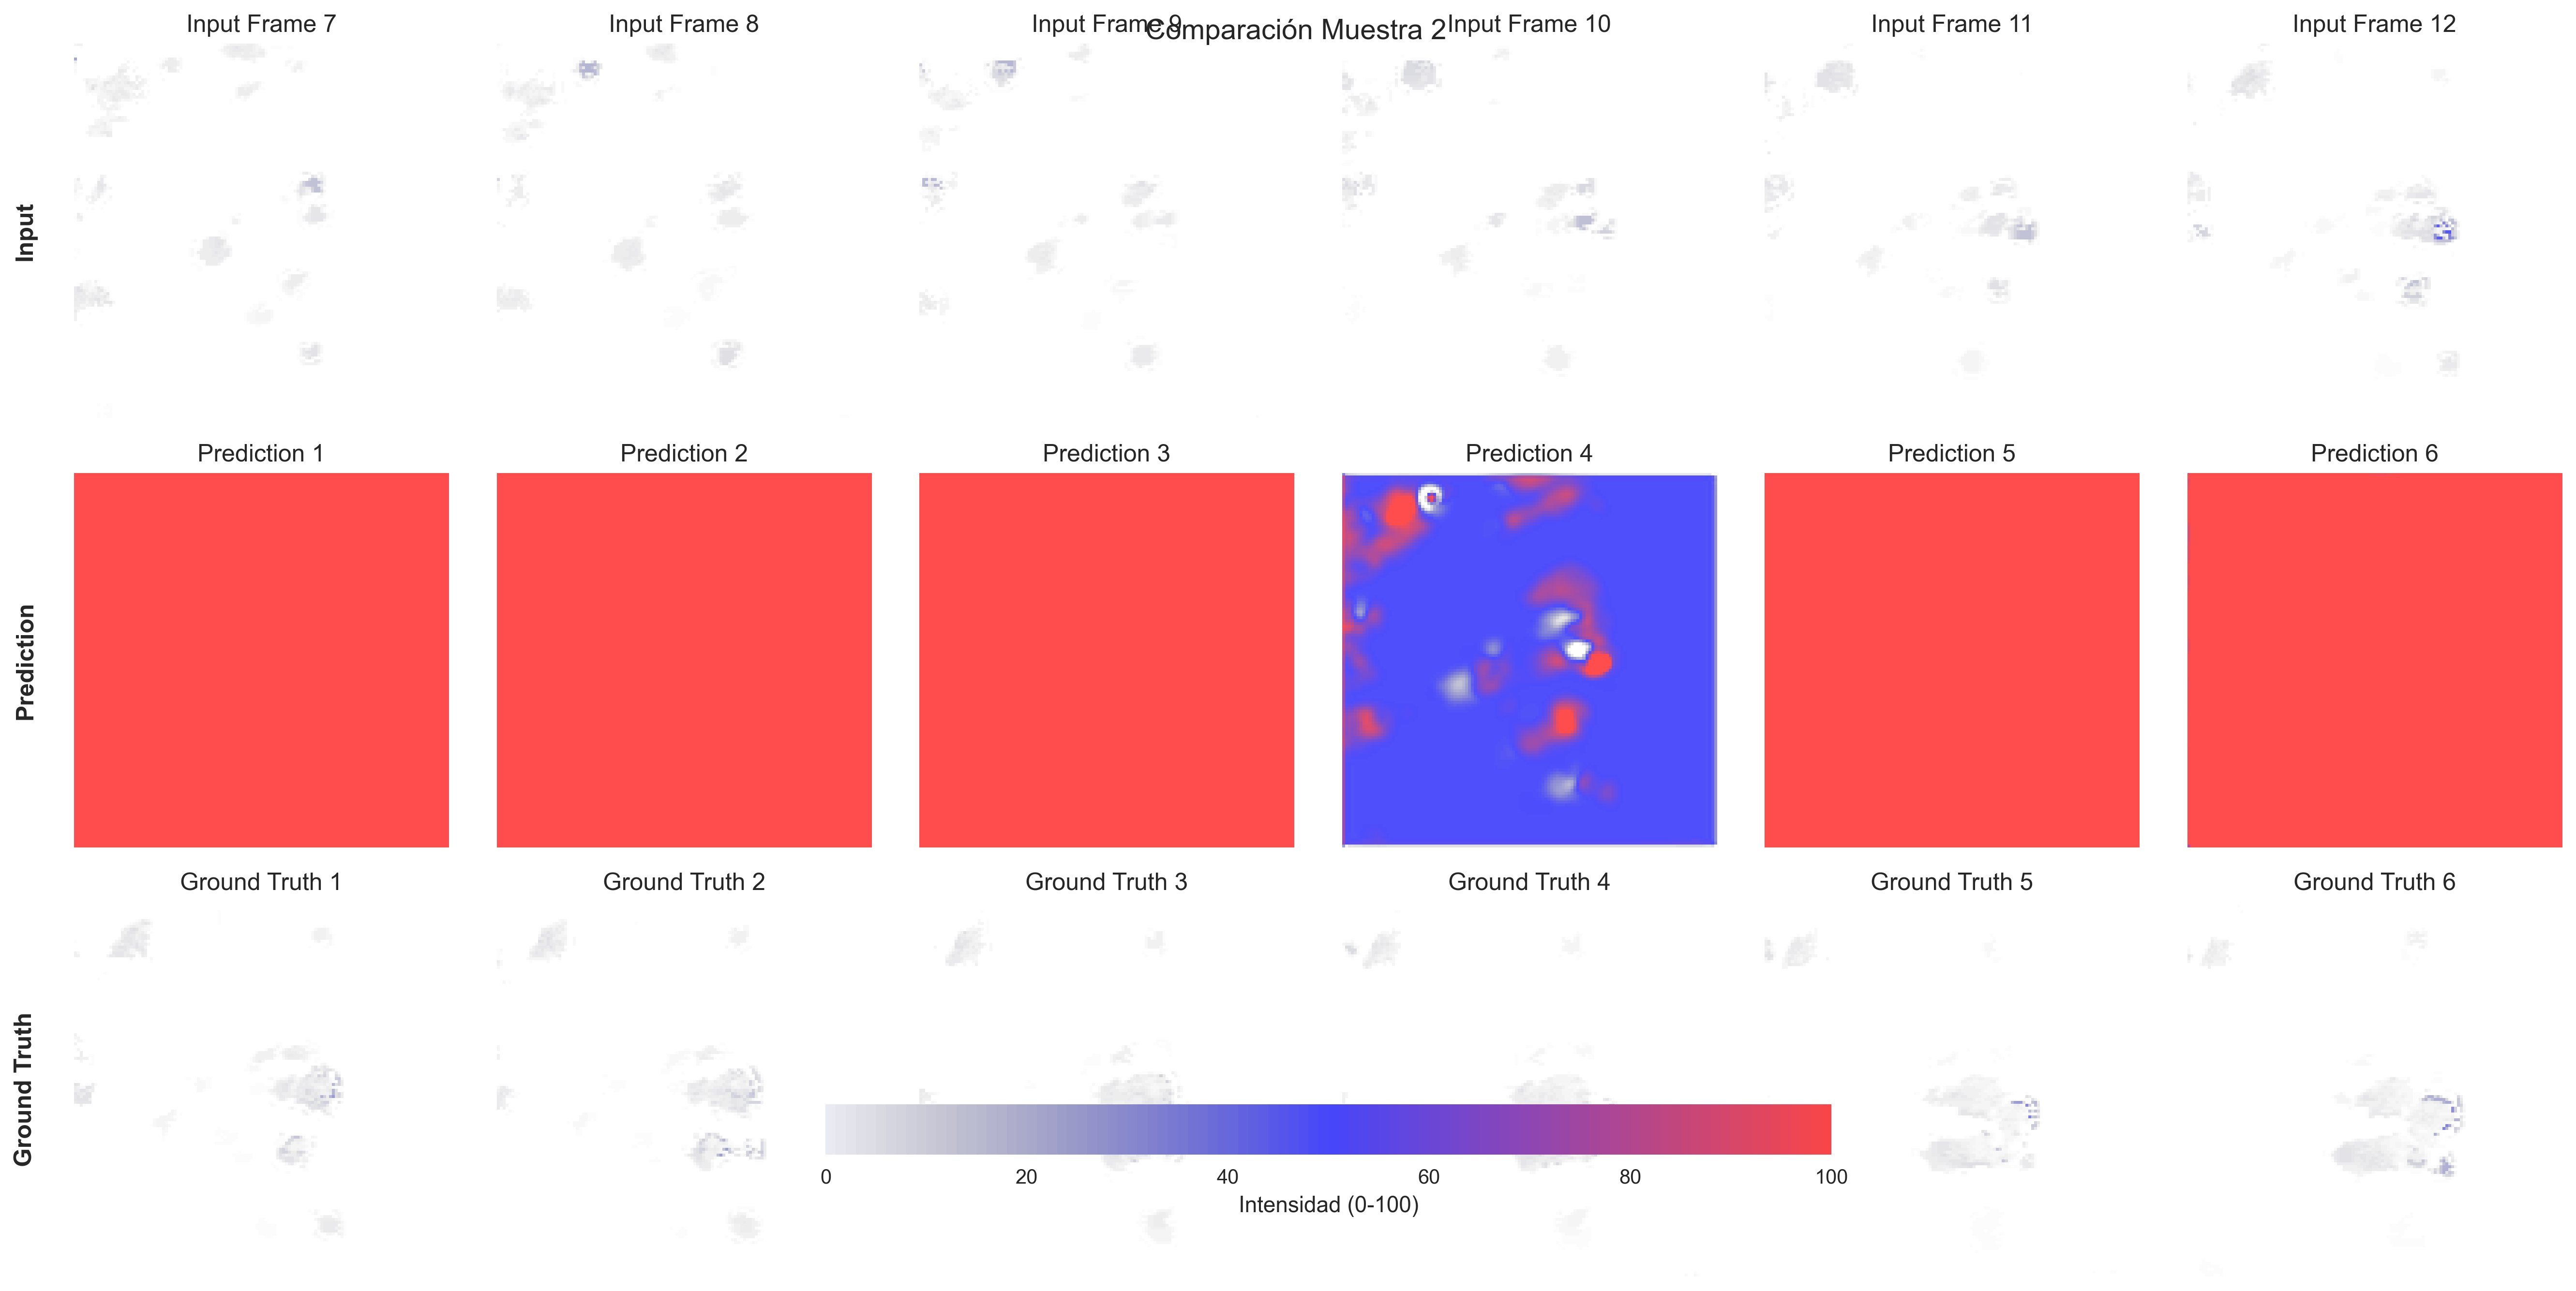 Comparación Muestra 2
Input Frame 7
Input Frame 8
Input Frame 9
Input Frame 10
Input Frame 11
Input Frame 12
Input
Prediction 1
Prediction 2
Prediction 3
Prediction 4
Prediction 5
Prediction 6
Prediction
Ground Truth 1
Ground Truth 2
Ground Truth 3
Ground Truth 4
Ground Truth 5
Ground Truth 6
Ground Truth
0 20 40 60 80 100
Intensidad (0-100)